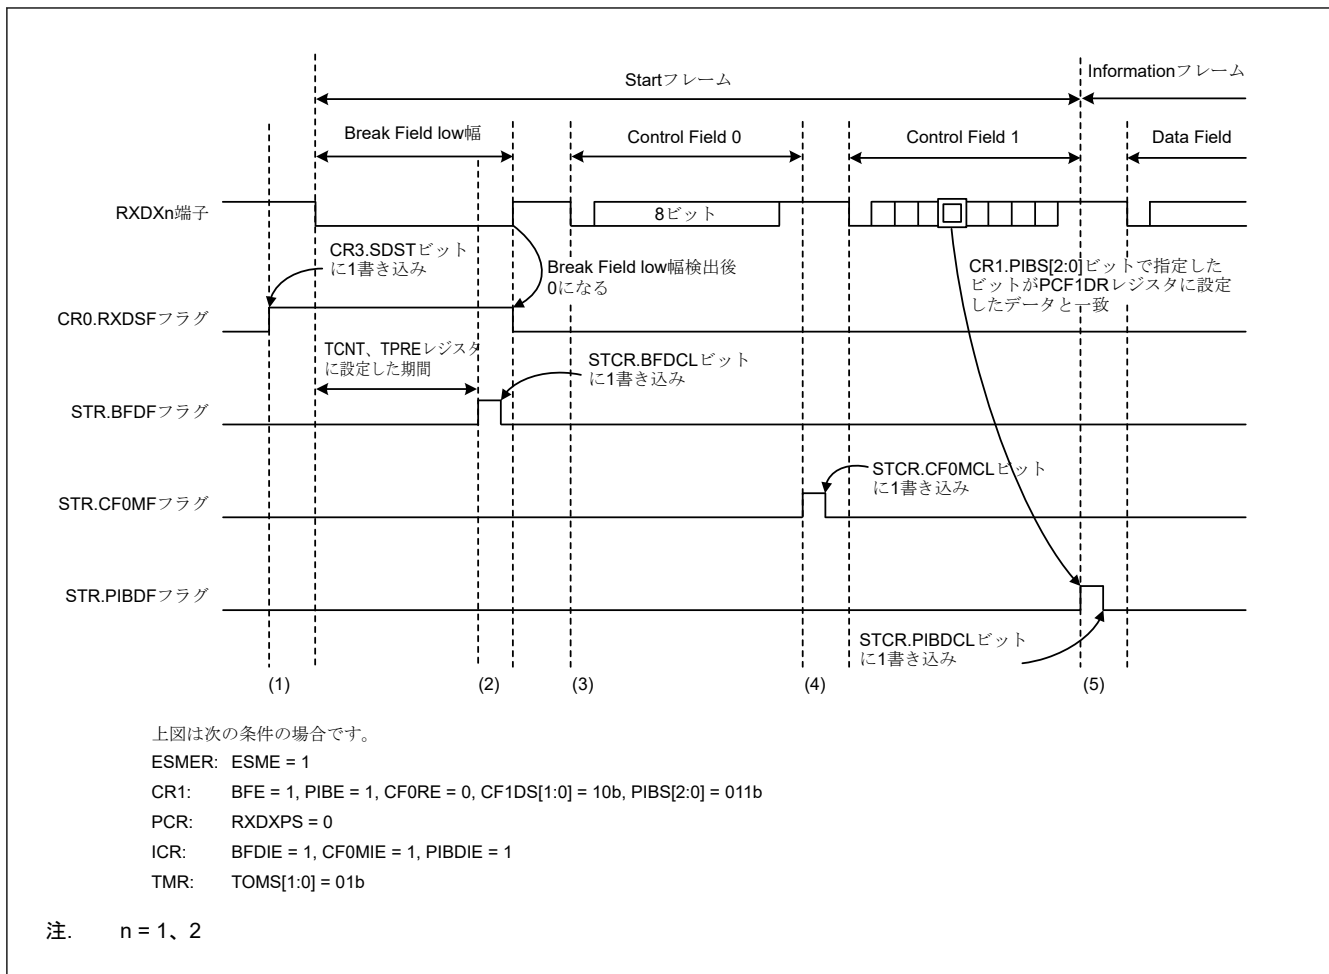 Startフレーム
Informationフレーム
Break Field low幅
Control Field 0
Control Field 1
Data Field
RXDXn端子
8ビット
CR3.SDSTビット
に1書き込み
Break Field low幅検出後
0になる
CR1.PIBS[2:0]ビットで指定した
ビットがPCF1DRレジスタに設定
したデータと一致
CR0.RXDSFフラグ
TCNT、TPREレジスタ
に設定した期間
STCR.BFDCLビット
に1書き込み
STR.BFDFフラグ
STCR.CF0MCLビット
に1書き込み
STR.CF0MFフラグ
STR.PIBDFフラグ
STCR.PIBDCLビット
に1書き込み
(1) (2) (3) (4) (5)
上図は次の条件の場合です。
ESMER: ESME = 1
CR1: BFE = 1, PIBE = 1, CF0RE = 0, CF1DS[1:0] = 10b, PIBS[2:0] = 011b
PCR: RXDXPS = 0
ICR: BFDIE = 1, CF0MIE = 1, PIBDIE = 1
TMR: TOMS[1:0] = 01b
注. n = 1、2